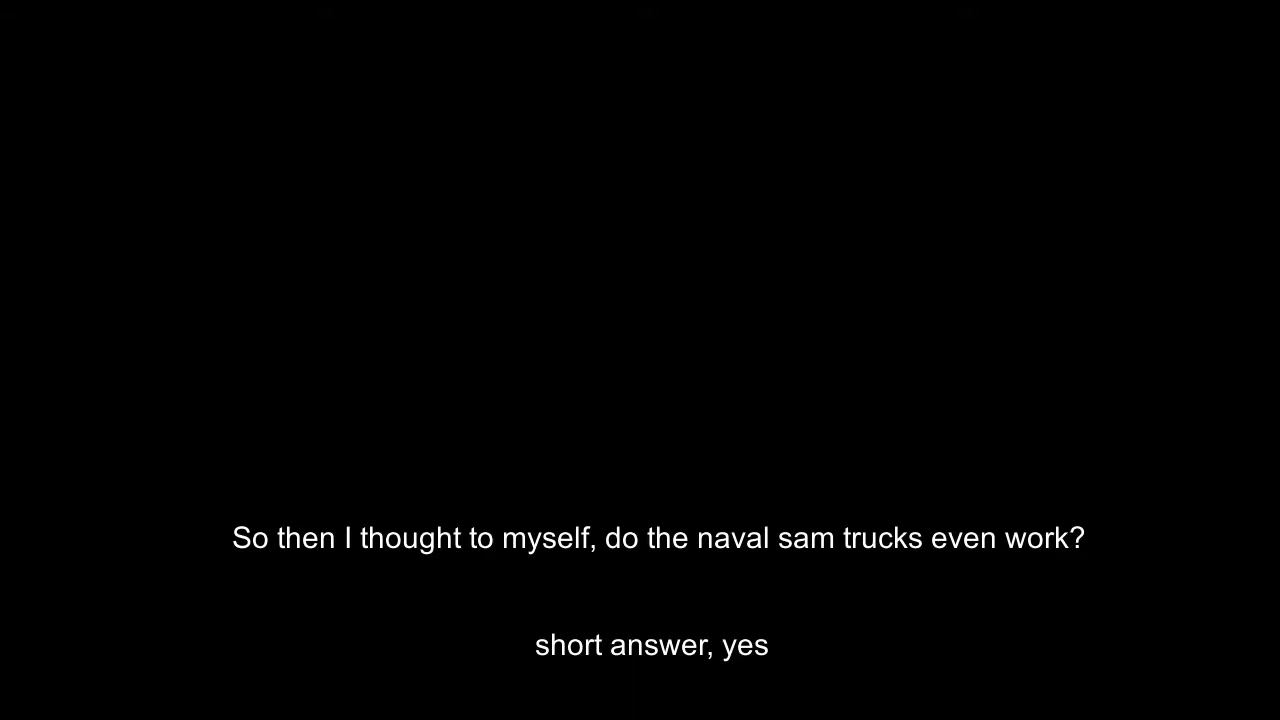 So then I thought to myself, do the naval sam trucks even work?
short answer, yes